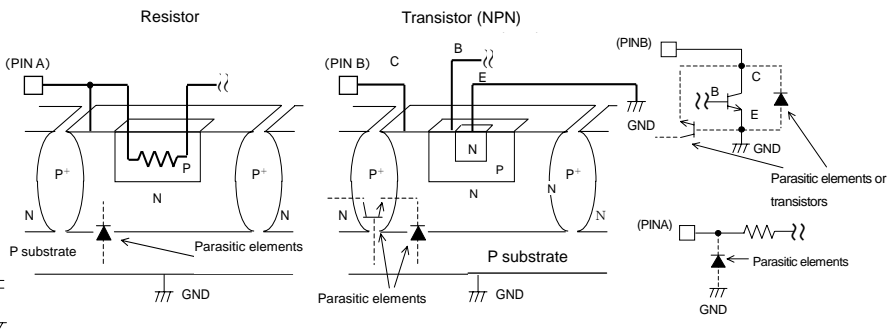 Resistor
Transistor (NPN)
(PIN A)
P+
N
P
N
P+
P substrate
Parasitic elements
GND
(PIN B)
C
B
E
GND
P+
N
N
P
N
N
P+
N
P substrate
Parasitic elements
GND
(PINB)
C
B
E
GND
Parasitic elements or
transistors
(PINA)
Parasitic elements
GND